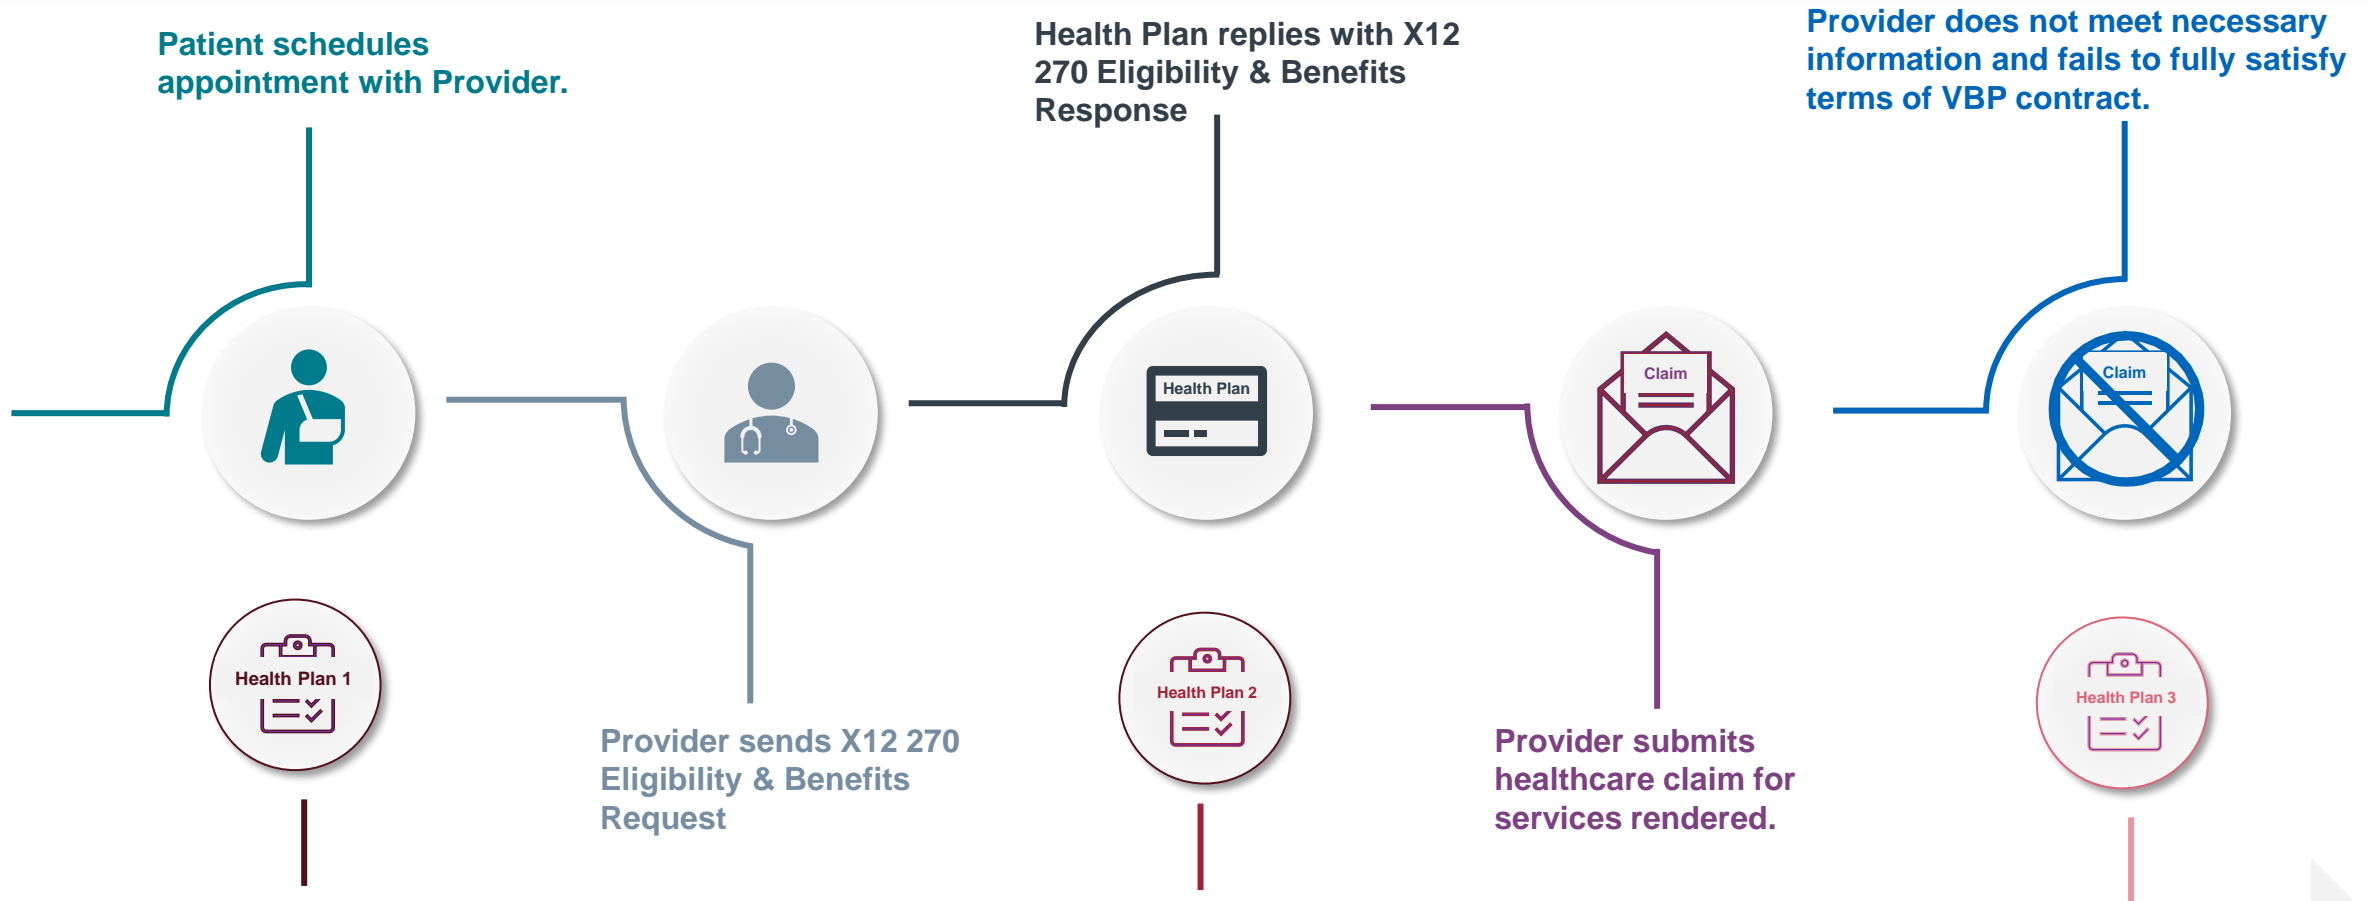 Patient schedules
appointment with Provider.
Health Plan replies with X12
270 Eligibility & Benefits
Response
Provider does not meet necessary
information and fails to fully satisfy
terms of VBP contract.
Health Plan
Claim
Claim
Health Plan 1
Health Plan 2
Health Plan 3
Provider sends X12 270
Eligibility & Benefits
Request
Provider submits
healthcare claim for
services rendered.